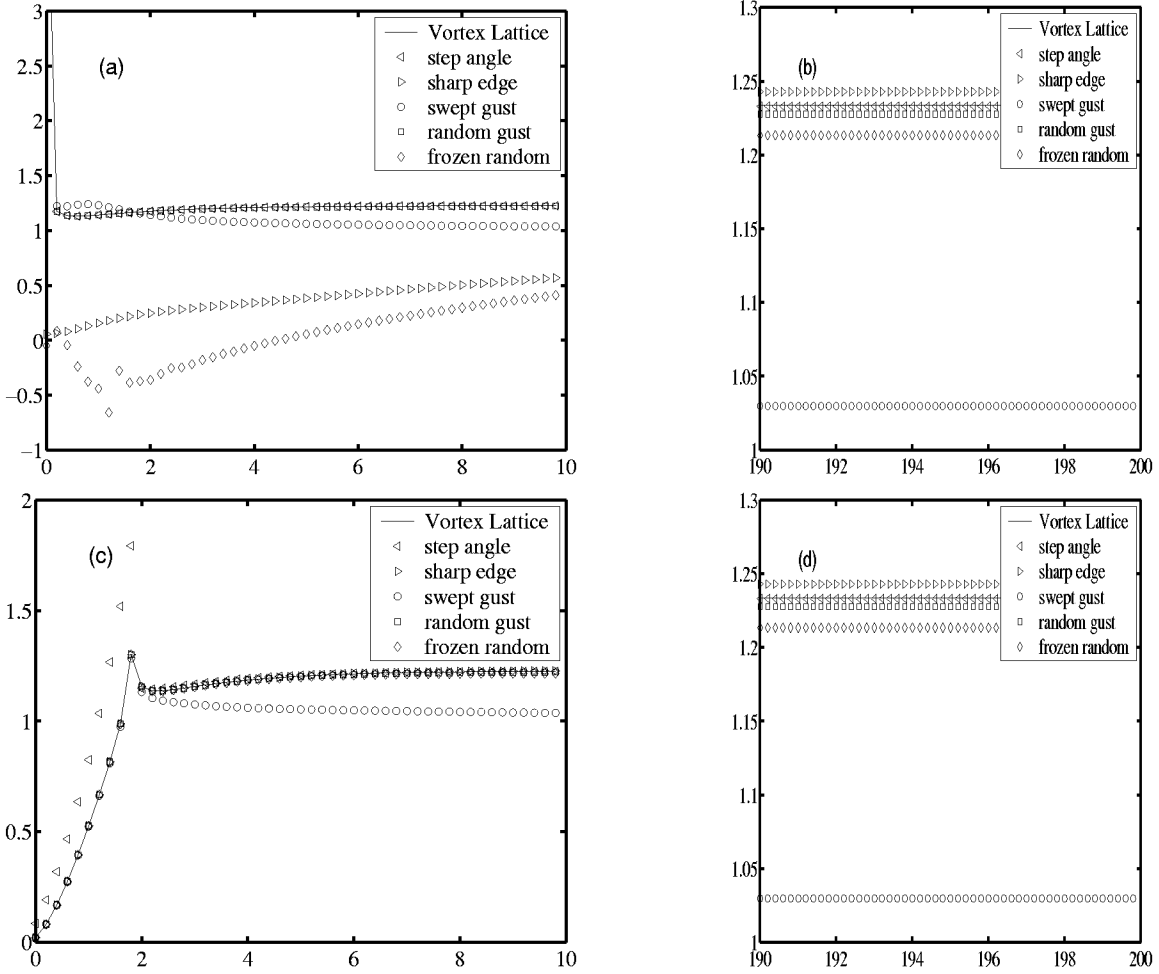 3
2.5
2
1.5
1
0.5
0
−0.5
−1
(a)
Vortex Lattice
step angle
sharp edge
swept gust
random gust
frozen random
0 2 4 6 8 10
1.3
1.25
1.2
1.15
1.1
1.05
1
(b)
Vortex Lattice
step angle
sharp edge
swept gust
random gust
frozen random
190 192 194 196 198 200
2
1.5
1
0.5
0
(c)
Vortex Lattice
step angle
sharp edge
swept gust
random gust
frozen random
0 2 4 6 8 10
1.3
1.25
1.2
1.15
1.1
1.05
1
(d)
Vortex Lattice
step angle
sharp edge
swept gust
random gust
frozen random
190 192 194 196 198 200